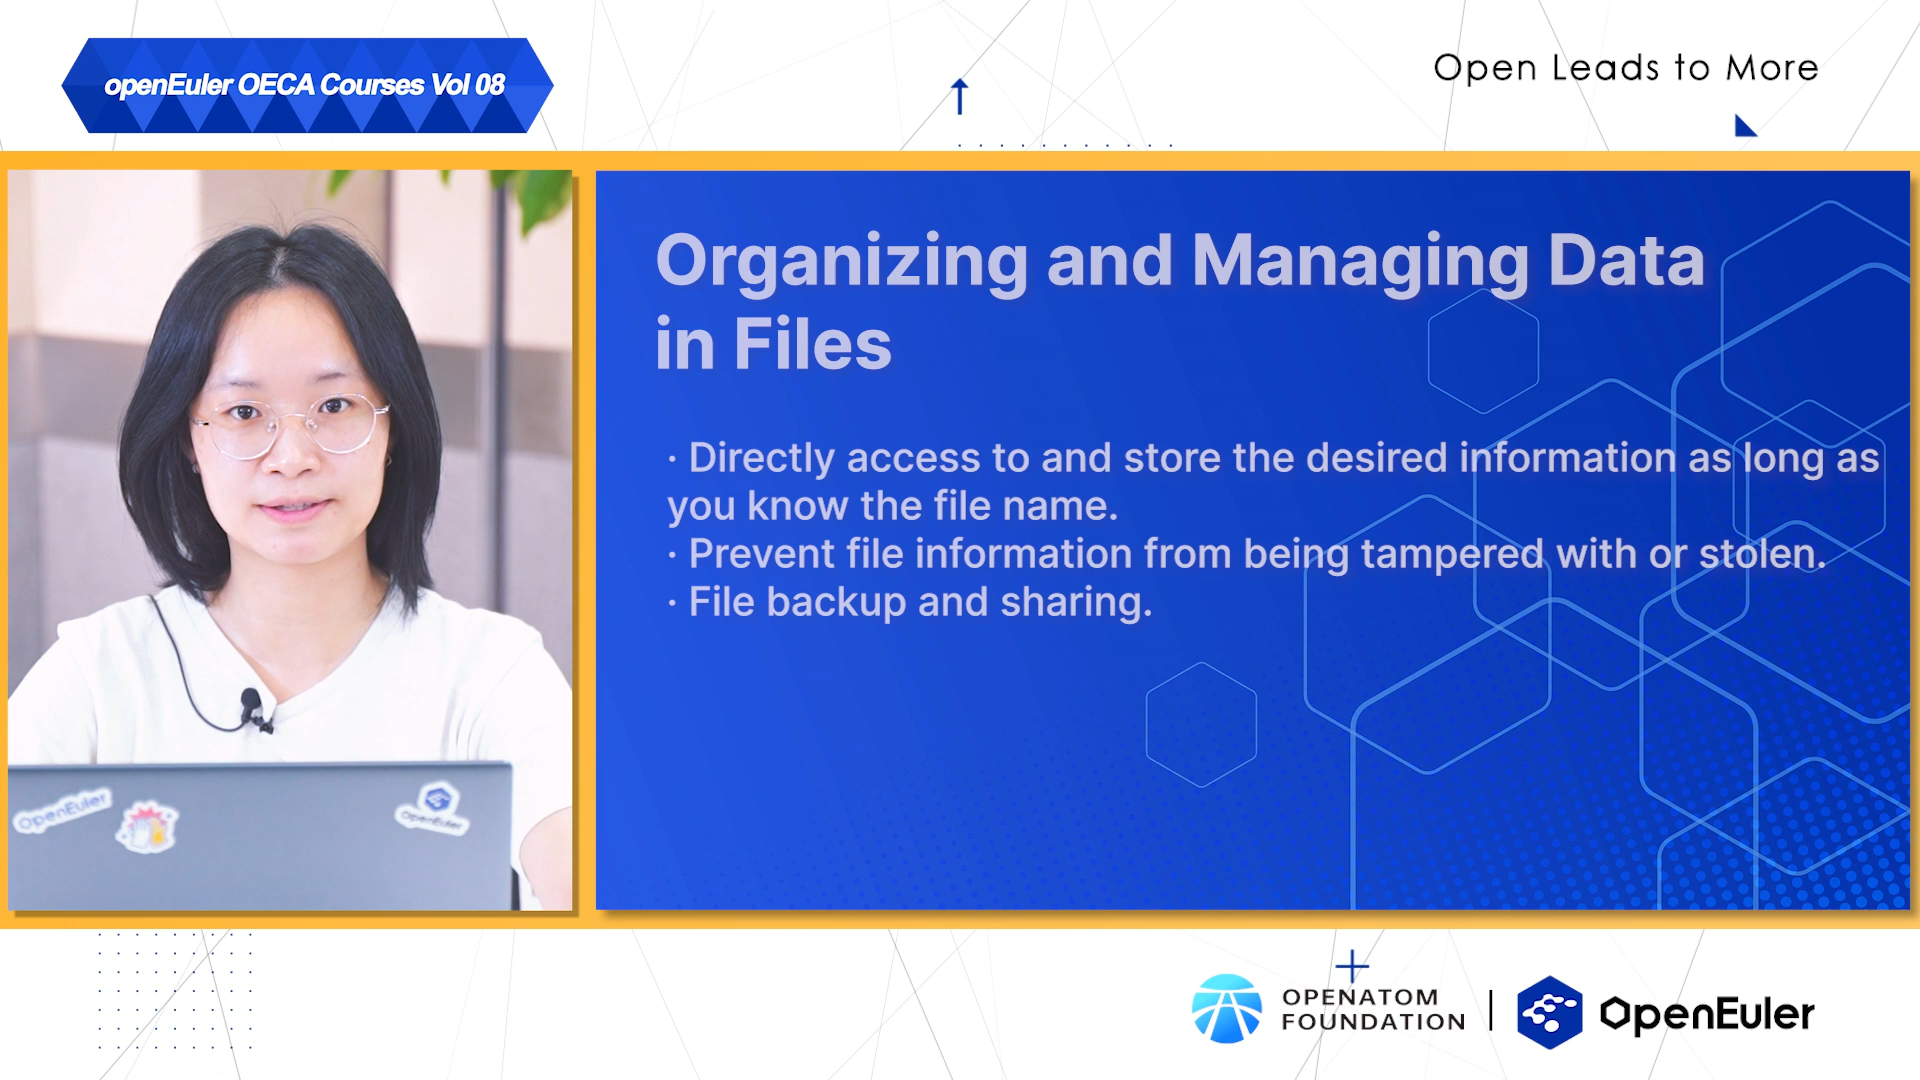 openEuler OECA Courses Vol 08
Open Leads to More
Organizing and Managing Data
in Files
· Directly access to and store the desired information as long as
you know the file name.
· Prevent file information from being tampered with or stolen.
· File backup and sharing.
OpenEuler
OpenEuler
OPENATOM
FOUNDATION
OpenEuler